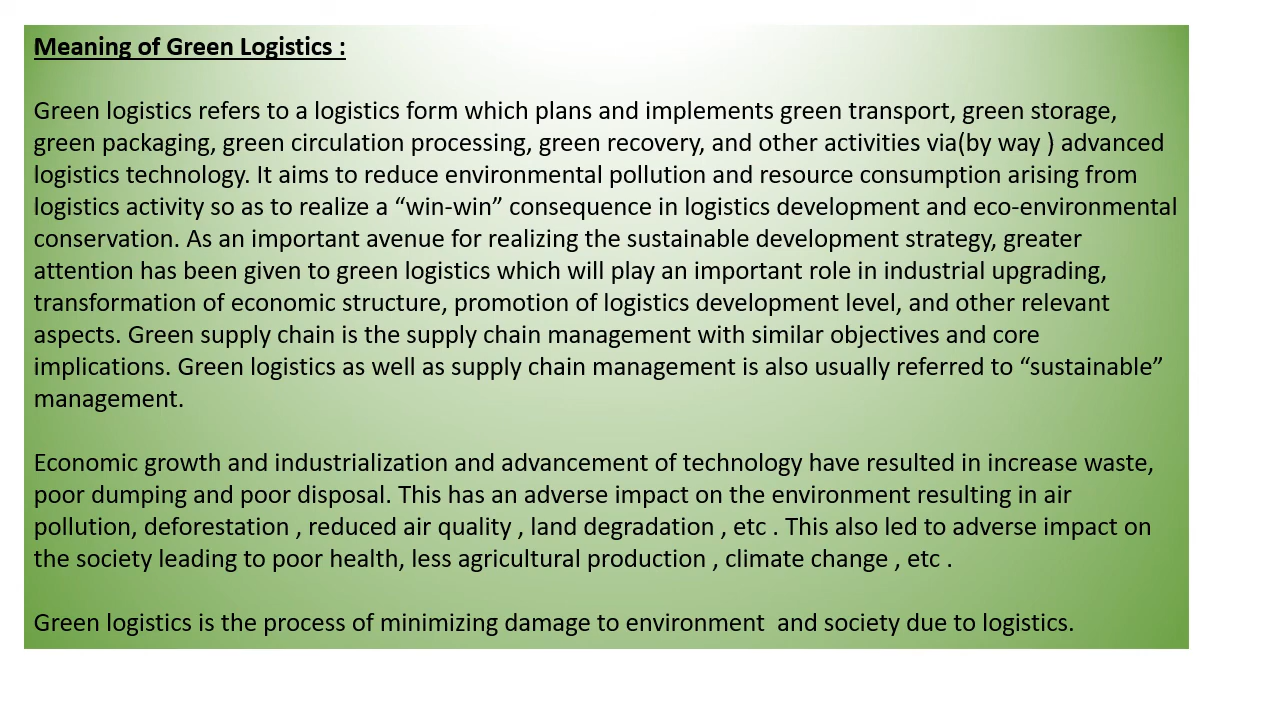 Meaning of Green Logistics :
Green logistics refers to a logistics form which plans and implements green transport, green storage,
green packaging, green circulation processing, green recovery, and other activities via(by way ) advanced
logistics technology. It aims to reduce environmental pollution and resource consumption arising from
logistics activity so as to realize a “win-win” consequence in logistics development and eco-environmental
conservation. As an important avenue for realizing the sustainable development strategy, greater
attention has been given to green logistics which will play an important role in industrial upgrading,
transformation of economic structure, promotion of logistics development level, and other relevant
aspects. Green supply chain is the supply chain management with similar objectives and core
implications. Green logistics as well as supply chain management is also usually referred to “sustainable”
management.
Economic growth and industrialization and advancement of technology have resulted in increase waste,
poor dumping and poor disposal. This has an adverse impact on the environment resulting in air
pollution, deforestation , reduced air quality , land degradation , etc . This also led to adverse impact on
the society leading to poor health, less agricultural production , climate change , etc .
Green logistics is the process of minimizing damage to environment  and society due to logistics.